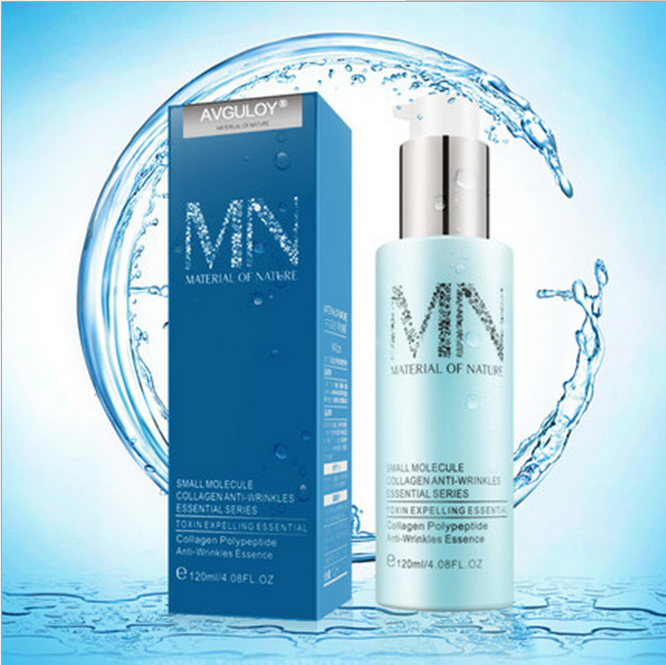 AVGULOY®
MATERIAL OF NATURE
MN
MATERIAL OF NATURE
SMALL MOLECULE
COLLAGEN ANTI-WRINKLES
ESSENTIAL SERIES
TOXIN EXPELLING ESSENTIAL
Collagen Polypeptide
Anti-Wrinkles Essence
℮120ml/4.08FL.OZ
MN
MATERIAL OF NATURE
SMALL MOLECULE
COLLAGEN ANTI-WRINKLES
ESSENTIAL SERIES
TOXIN EXPELLING ESSENTIAL
Collagen Polypeptide
Anti-Wrinkles Essence
℮120ml/4.08FL.OZ